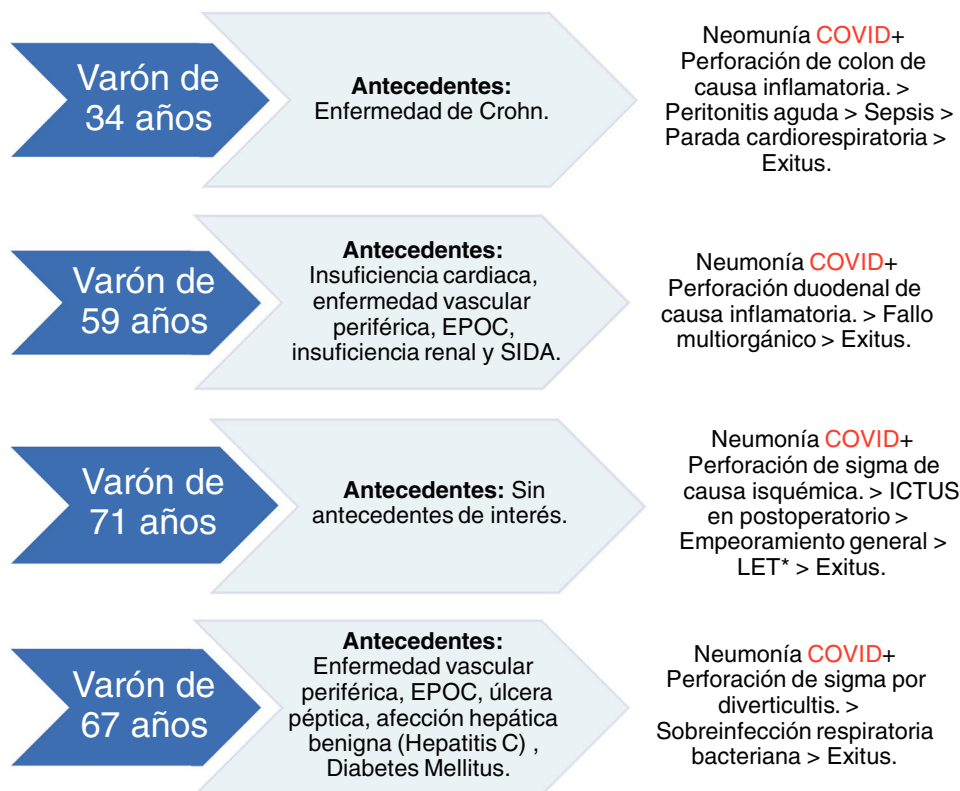 Varón de
34 años
Antecedentes:
Enfermedad de Crohn.
Neomunía COVID+
Perforación de colon de
causa inflamatoria. >
Peritonitis aguda > Sepsis >
Parada cardiorespiratoria >
Exitus.
Varón de
59 años
Antecedentes:
Insuficiencia cardiaca,
enfermedad vascular
periférica, EPOC,
insuficiencia renal y SIDA.
Neumonía COVID+
Perforación duodenal de
causa inflamatoria. > Fallo
multiorgánico > Exitus.
Varón de
71 años
Antecedentes: Sin
antecedentes de interés.
Neumonía COVID+
Perforación de sigma de
causa isquémica. > ICTUS
en postoperatorio >
Empeoramiento general >
LET* > Exitus.
Varón de
67 años
Antecedentes:
Enfermedad vascular
periférica, EPOC, úlcera
péptica, afección hepática
benigna (Hepatitis C) ,
Diabetes Mellitus.
Neumonía COVID+
Perforación de sigma por
diverticultis. >
Sobreinfección respiratoria
bacteriana > Exitus.